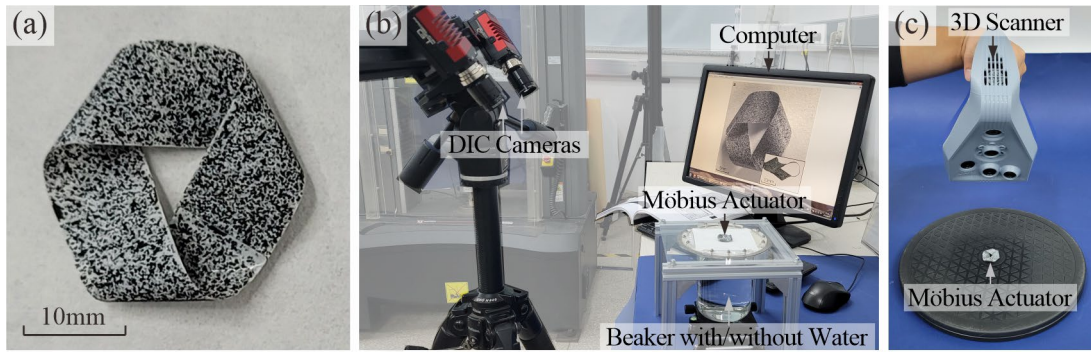 (a)
10mm
(b)
Computer
DIC Cameras
Möbius Actuator
Beaker with/without Water
(c)
3D Scanner
Möbius Actuator